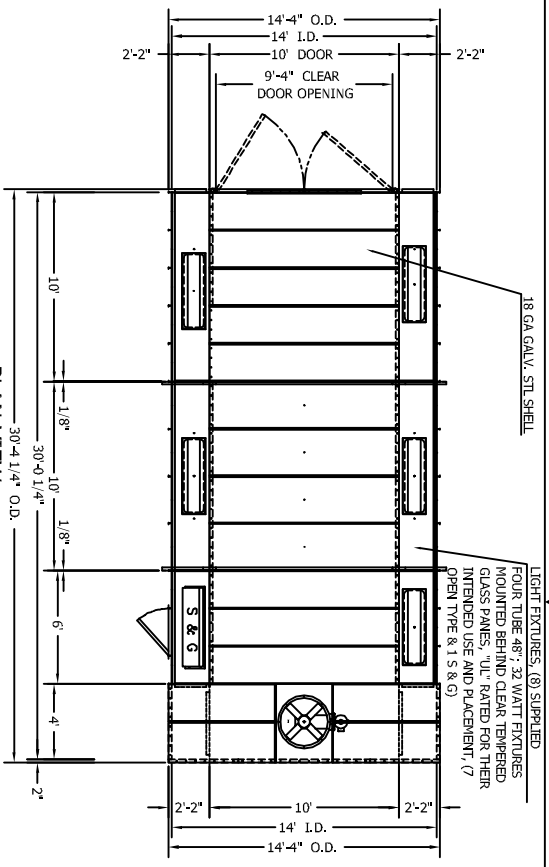 14'-4" O.D.
14' I.D.
2'-2"
10' DOOR
2'-2"
9'-4" CLEAR
DOOR OPENING
18 GA GALV. STL SHELL
LIGHT FIXTURES, (8) SUPPLIED
FOUR TUBE 48"; 32 WATT FIXTURES
MOUNTED BEHIND CLEAR TEMPERED
GLASS PANES, "UL" RATED FOR THEIR
INTENDED USE AND PLACEMENT, (7
OPEN TYPE & 1 S & G)
S & G
10'
1/8"
10'
1/8"
6'
4'
2"
30'-0 1/4"
30'-4 1/4" O.D.
2'-2"
10'
2'-2"
14' I.D.
14'-4" O.D.